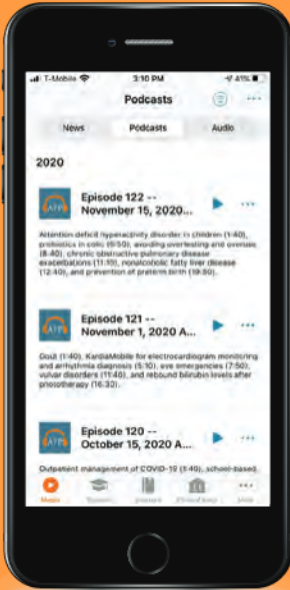 T-Mobile 3:10 PM 41%
Podcasts
News Podcasts Audio
2020
AFP
Episode 122 --
November 15, 2020...
Attention deficit hyperactivity disorder in children (1:40),
probiotics in colic (6:50), avoiding overtesting and overuse
(8:40), chronic obstructive pulmonary disease
exacerbations (11:10), nonalcoholic fatty liver disease
(12:40), and prevention of preterm birth (19:50).
AFP
Episode 121 --
November 1, 2020 A...
Gout (1:40), KardiaMobile for electrocardiogram monitoring
and arrhythmia diagnosis (5:10), eye emergencies (7:50),
vulvar disorders (11:40), and rebound bilirubin levels after
phototherapy (16:30).
AFP
Episode 120 --
October 15, 2020 A...
Outpatient management of COVID-19 (1:40), school-based
Media